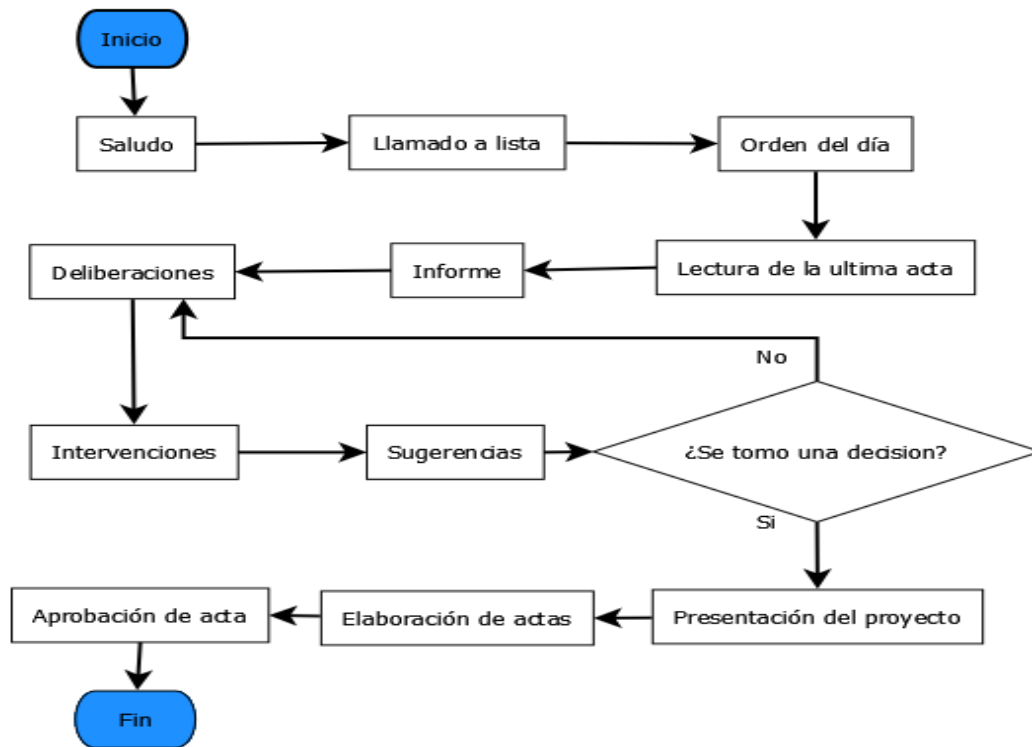 Inicio
Saludo
Llamado a lista
Orden del día
Lectura de la ultima acta
Informe
Deliberaciones
Intervenciones
Sugerencias
¿Se tomo una decision?
No
Si
Presentación del proyecto
Elaboración de actas
Aprobación de acta
Fin